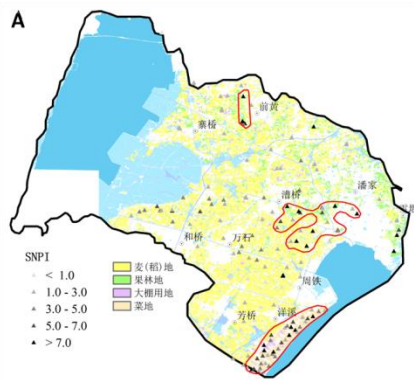 A
前黄
寨桥
潘家
漕桥
和桥
万石
周铁
芳桥
洋溪
SNPI
< 1.0
1.0 - 3.0
3.0 - 5.0
5.0 - 7.0
> 7.0
麦(稻)地
果林地
大棚用地
菜地